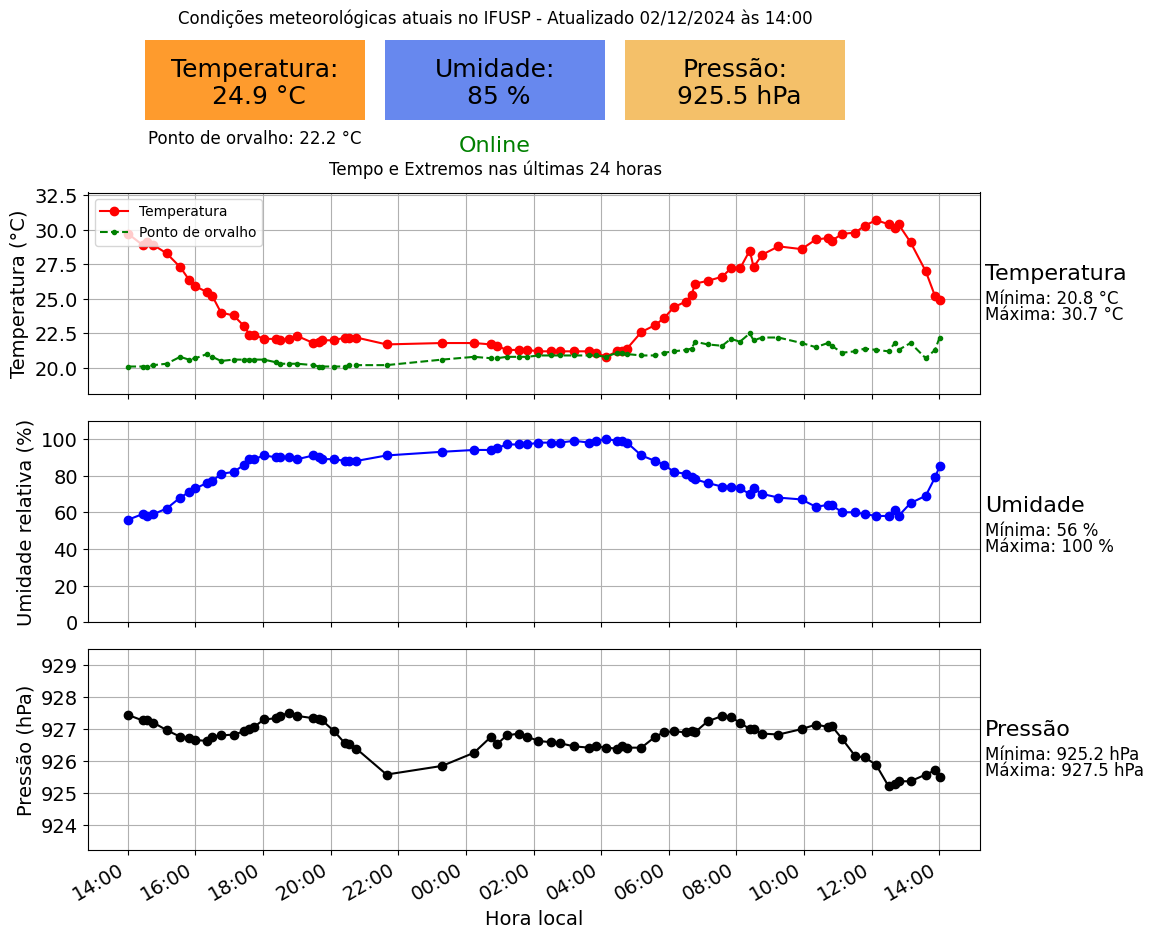 Condições meteorológicas atuais no IFUSP - Atualizado 02/12/2024 às 14:00
Temperatura:
24.9 °C
Umidade:
85 %
Pressão:
925.5 hPa
Ponto de orvalho: 22.2 °C
Online
Tempo e Extremos nas últimas 24 horas
Temperatura (°C)
32.5
30.0
27.5
25.0
22.5
20.0
Temperatura
Ponto de orvalho
Temperatura
Mínima: 20.8 °C
Máxima: 30.7 °C
Umidade relativa (%)
100
80
60
40
20
0
Umidade
Mínima: 56 %
Máxima: 100 %
Pressão (hPa)
929
928
927
926
925
924
Pressão
Mínima: 925.2 hPa
Máxima: 927.5 hPa
14:00 16:00 18:00 20:00 22:00 00:00 02:00 04:00 06:00 08:00 10:00 12:00 14:00
Hora local